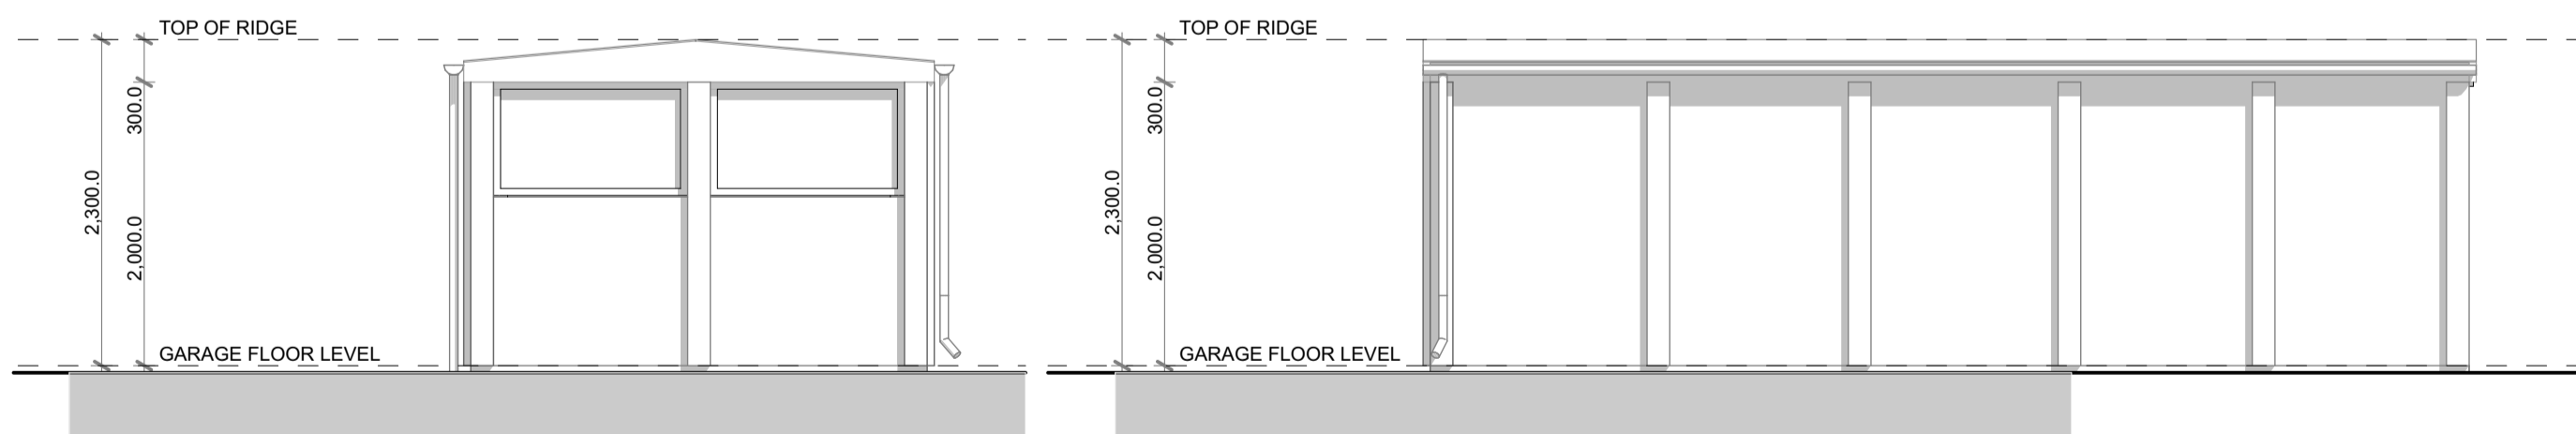 TOP OF RIDGE
300.0
2,300.0
2,000.0
GARAGE FLOOR LEVEL
TOP OF RIDGE
300.0
2,300.0
2,000.0
GARAGE FLOOR LEVEL